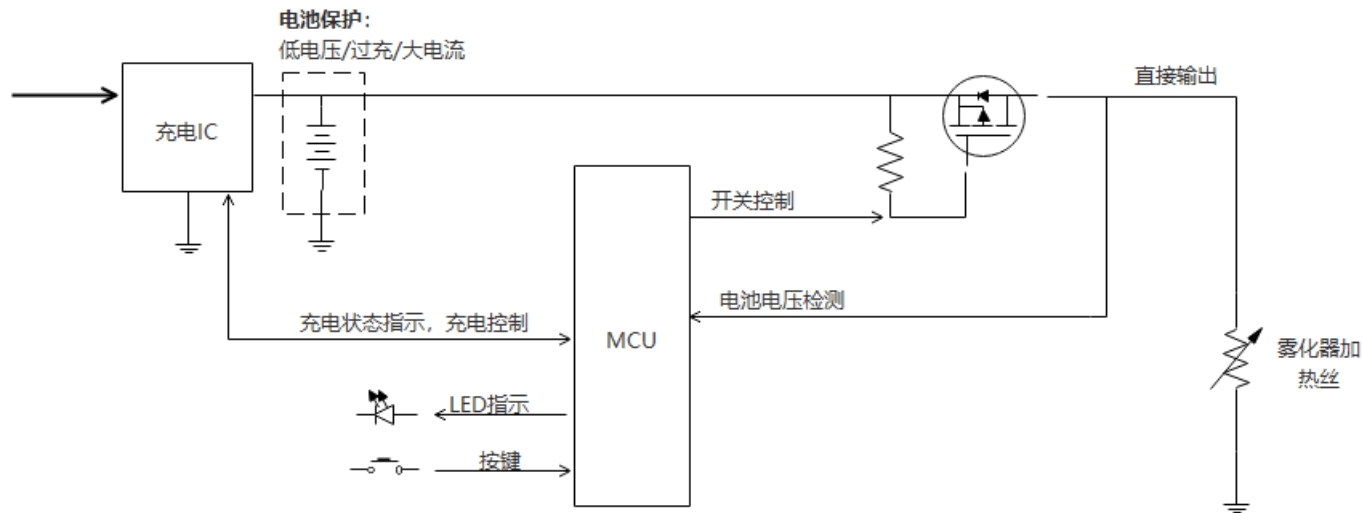 电池保护：
低电压/过充/大电流
直接输出
充电IC
开关控制
电池电压检测
充电状态指示，充电控制
MCU
雾化器加
热丝
LED指示
按键